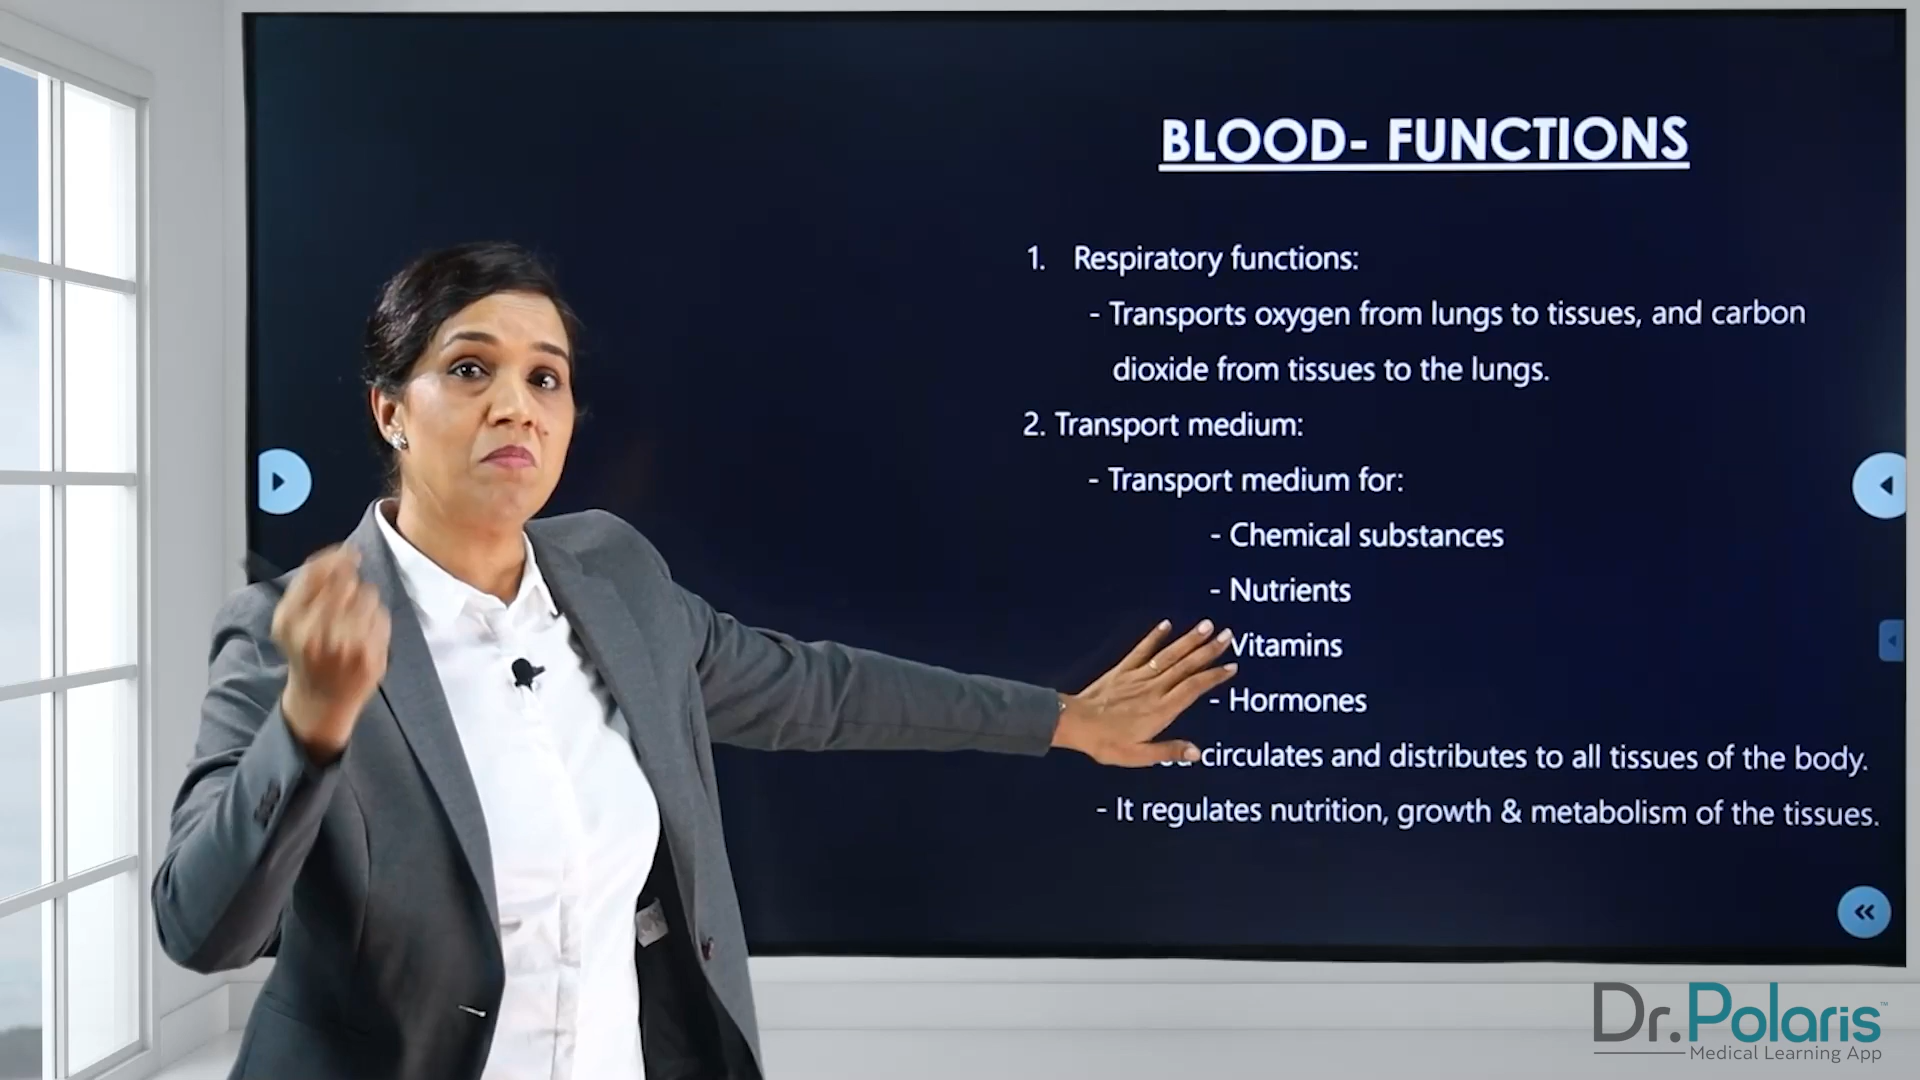 BLOOD- FUNCTIONS
1. Respiratory functions:
- Transports oxygen from lungs to tissues, and carbon
dioxide from tissues to the lungs.
2. Transport medium:
- Transport medium for:
- Chemical substances
- Nutrients
Vitamins
- Hormones
circulates and distributes to all tissues of the body.
- It regulates nutrition, growth & metabolism of the tissues.
Dr.Polaris™
Medical Learning App